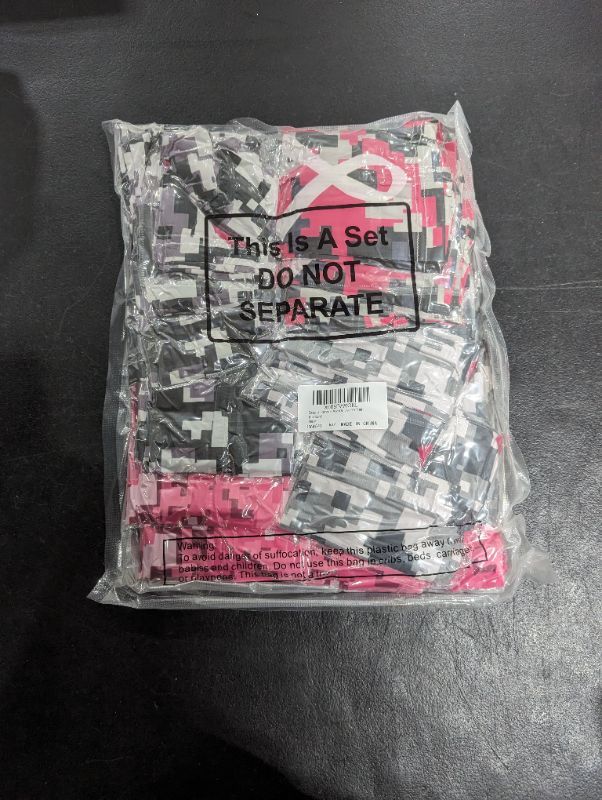 This Is A Set
DO NOT
SEPARATE
MADE IN CHINA
Warning:
To avoid danger of suffocation, keep this plastic bag away
babies and children. Do not use this bag in cribs, beds, carriages
or playpens. This bag is not a